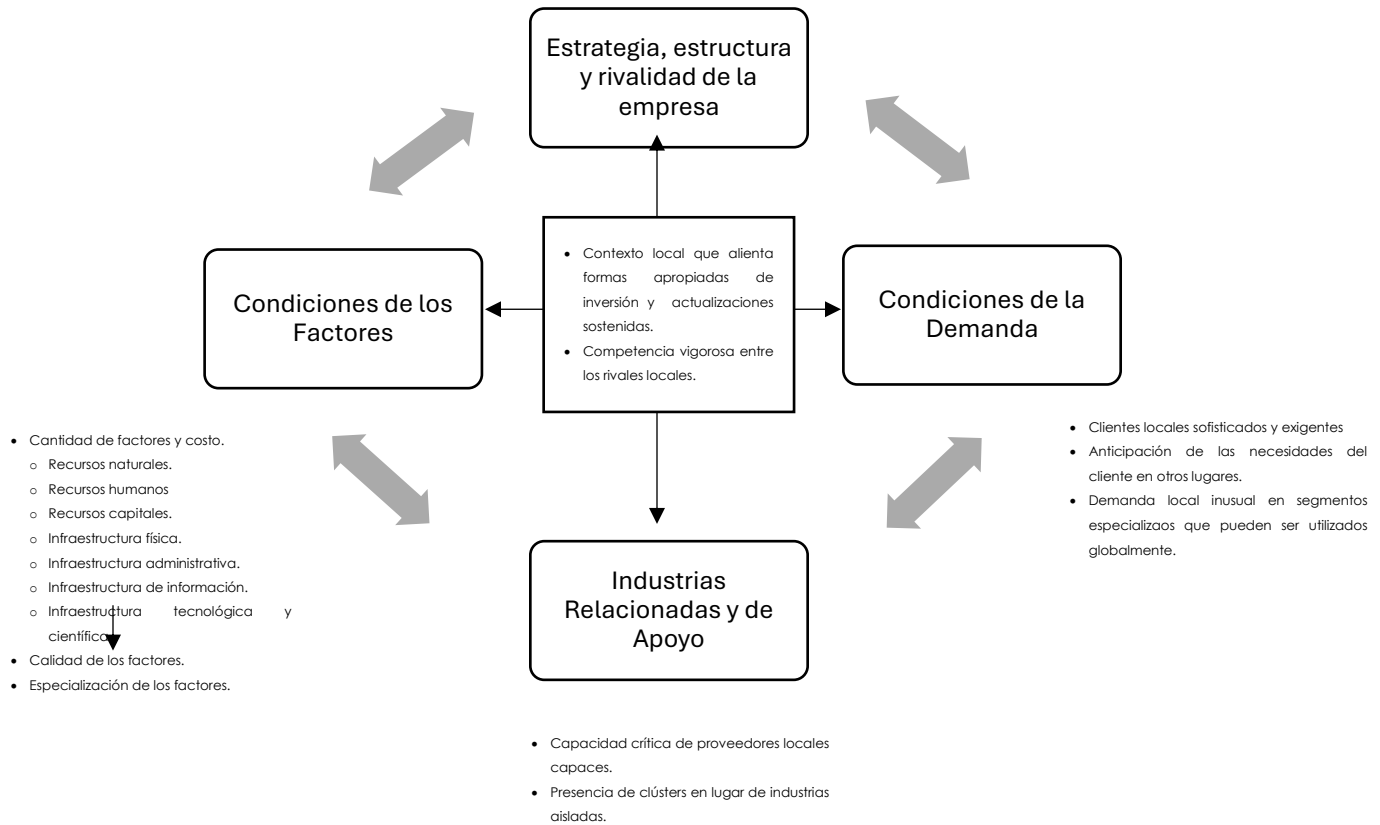 Estrategia, estructura
y rivalidad de la
empresa
Condiciones de los
Factores
• Contexto local que alienta
formas apropiadas de
inversión y actualizaciones
sostenidas.
• Competencia vigorosa entre
los rivales locales.
Condiciones de la
Demanda
• Cantidad de factores y costo.
o Recursos naturales.
o Recursos humanos
o Recursos capitales.
o Infraestructura física.
o Infraestructura administrativa.
o Infraestructura de información.
o Infraestructura tecnológica y
científica
• Calidad de los factores.
• Especialización de los factores.
• Clientes locales sofisticados y exigentes
• Anticipación de las necesidades del
cliente en otros lugares.
• Demanda local inusual en segmentos
especializaos que pueden ser utilizados
globalmente.
Industrias
Relacionadas y de
Apoyo
• Capacidad crítica de proveedores locales
capaces.
• Presencia de clústers en lugar de industrias
aisladas.